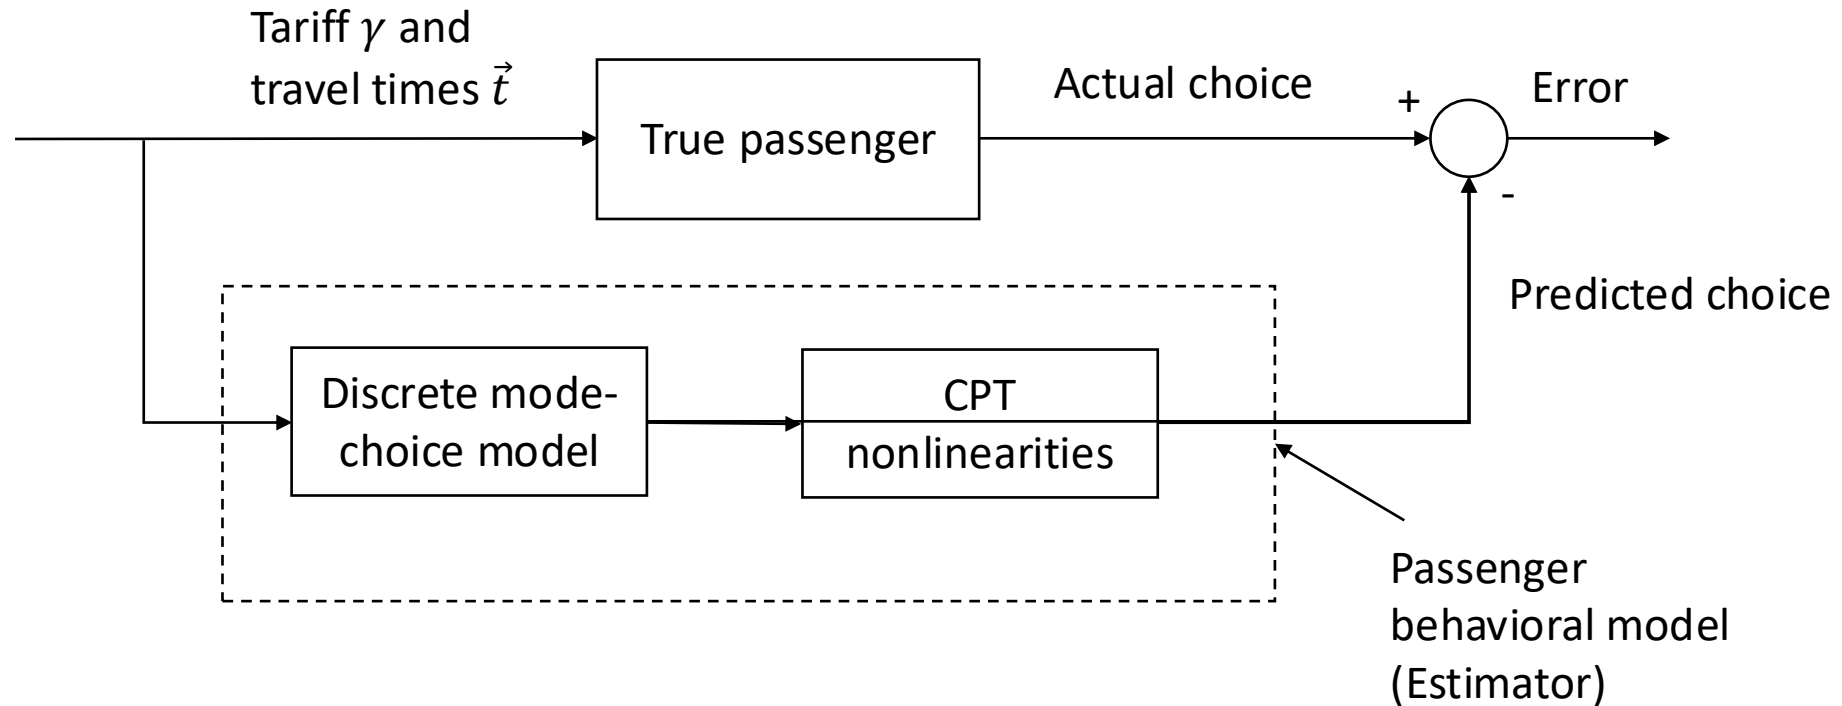 Tariff γ and
travel times t⃗
True passenger
Actual choice
+
Error
-
Predicted choice
Discrete mode-
choice model
CPT
nonlinearities
Passenger
behavioral model
(Estimator)